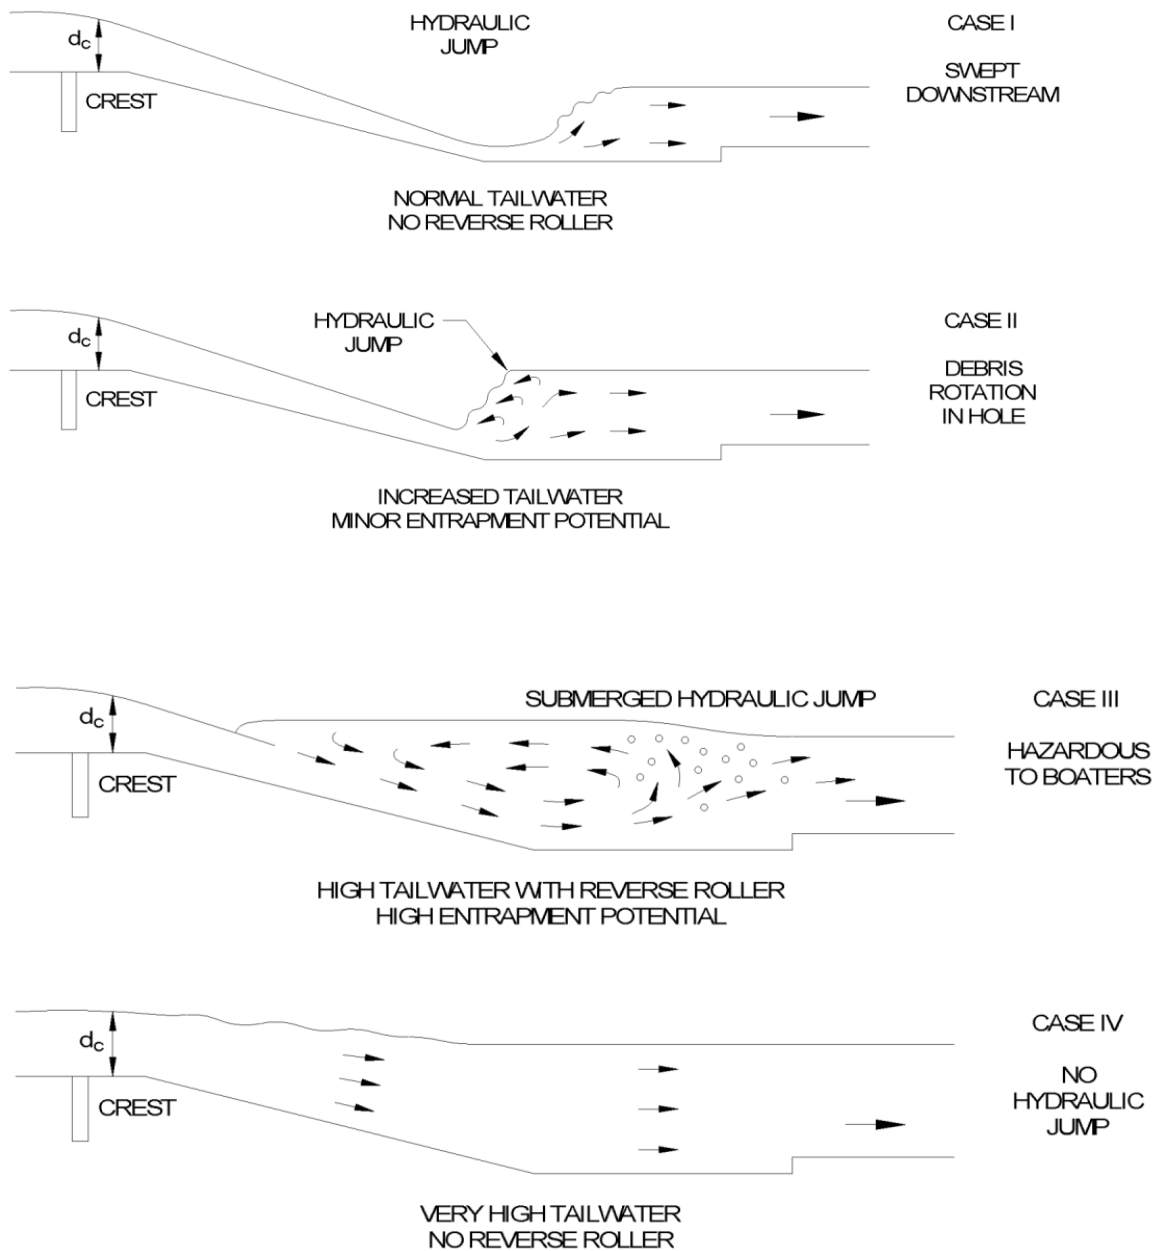 HYDRAULIC
JUMP
CASE I
dc
CREST
SWEPT
DOWNSTREAM
NORMAL TAILWATER
NO REVERSE ROLLER
HYDRAULIC
JUMP
CASE II
dc
CREST
DEBRIS
ROTATION
IN HOLE
INCREASED TAILWATER
MINOR ENTRAPMENT POTENTIAL
SUBMERGED HYDRAULIC JUMP
CASE III
dc
CREST
HAZARDOUS
TO BOATERS
HIGH TAILWATER WITH REVERSE ROLLER
HIGH ENTRAPMENT POTENTIAL
CASE IV
dc
CREST
NO
HYDRAULIC
JUMP
VERY HIGH TAILWATER
NO REVERSE ROLLER